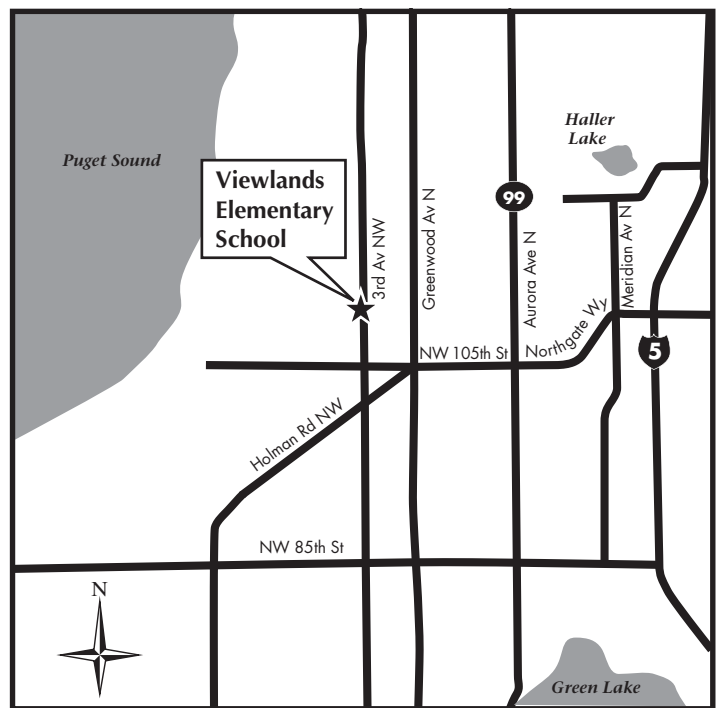 Haller
Lake
Puget Sound
Viewlands
Elementary
School
99
3rd Av NW
Greenwood Av N
Aurora Ave N
Meridian Av N
Northgate Wy
NW 105th St
5
Holman Rd NW
NW 85th St
N
Green Lake